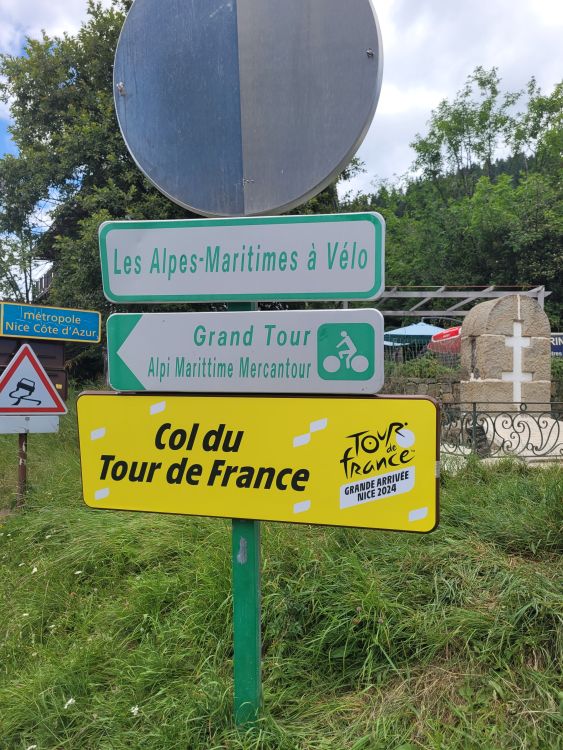 Les Alpes-Maritimes à Vélo
métropole
Nice Côte d'Azur
Grand Tour
Alpi Marittime Mercantour
Col du
Tour de France
TOUR
de
france
GRANDE ARRIVÉE
NICE 2024